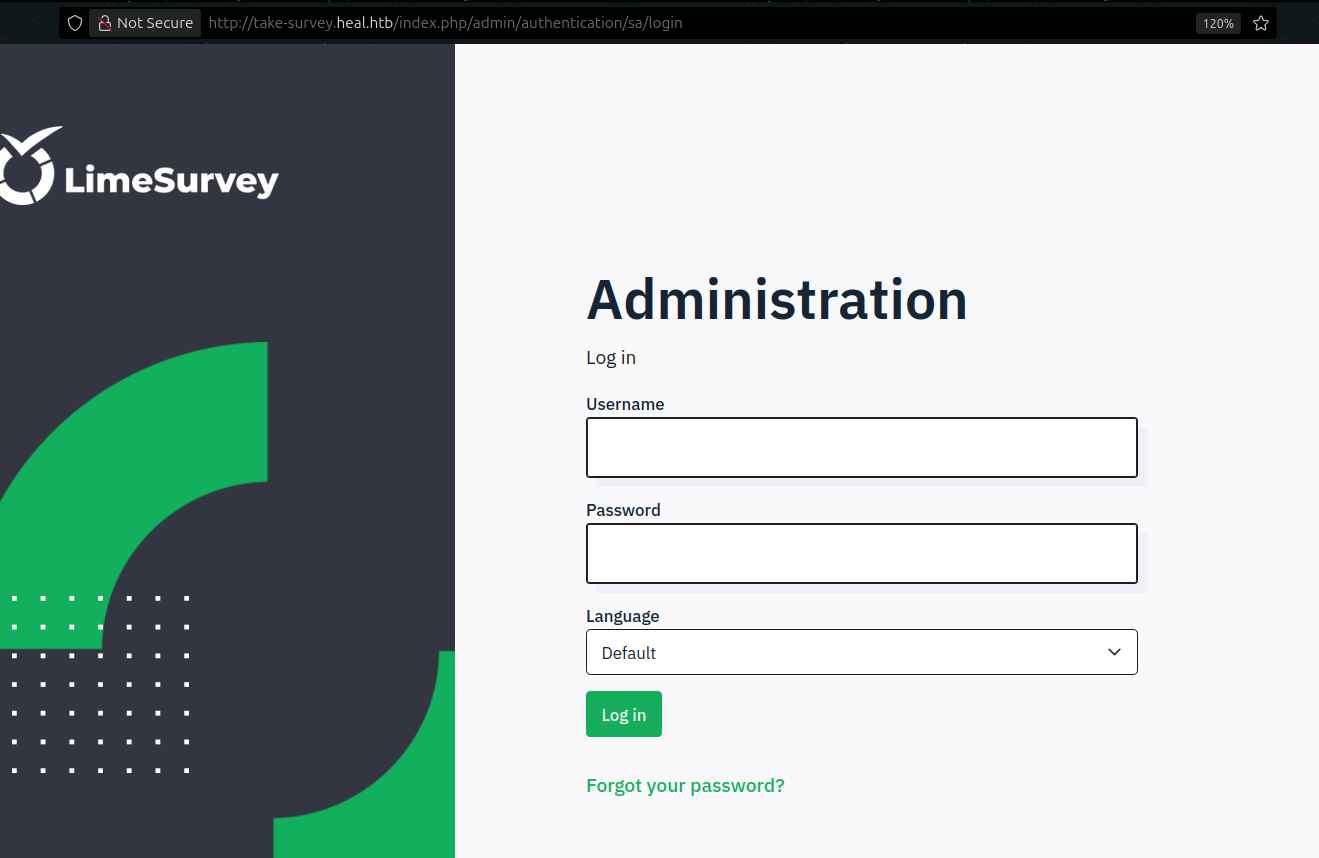 Not Secure http://take-survey.heal.htb/index.php/admin/authentication/sa/login 120%
LimeSurvey
Administration
Log in
Username
Password
Language
Default
Log in
Forgot your password?